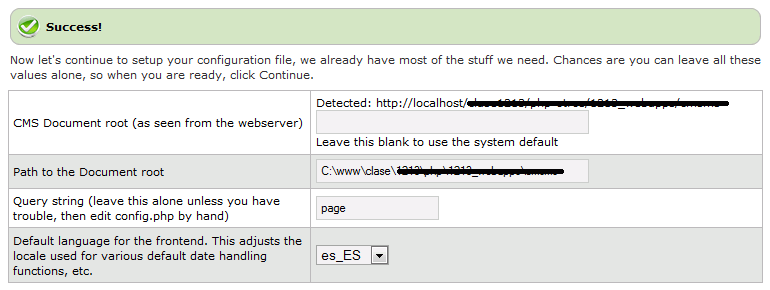 Success!
Now let's continue to setup your configuration file, we already have most of the stuff we need. Chances are you can leave all these
values alone, so when you are ready, click Continue.
CMS Document root (as seen from the webserver)
Detected: http://localhost/
Leave this blank to use the system default
Path to the Document root
C:\www\clase\
Query string (leave this alone unless you have
trouble, then edit config.php by hand)
page
Default language for the frontend. This adjusts the
locale used for various default date handling
functions, etc.
es_ES